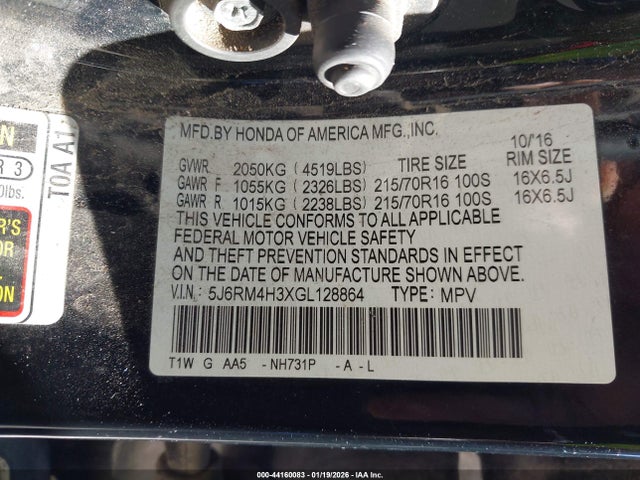 MFD.BY HONDA OF AMERICA MFG.,INC.
10/16
GVWR 2050KG (4519LBS) TIRE SIZE RIM SIZE
GAWR F 1055KG (2326LBS) 215/70R16 100S 16X6.5J
GAWR R 1015KG (2238LBS) 215/70R16 100S 16X6.5J
THIS VEHICLE CONFORMS TO ALL APPLICABLE
FEDERAL MOTOR VEHICLE SAFETY
AND THEFT PREVENTION STANDARDS IN EFFECT
ON THE DATE OF MANUFACTURE SHOWN ABOVE.
V.I.N.: 5J6RM4H3XGL128864 TYPE: MPV
T1W G AA5 -NH731P -A-L
T0A A1
R 3
lbs.
000-44160083 - 01/19/2026 - IAA Inc.